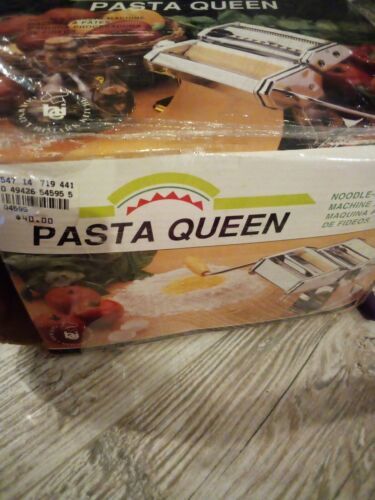 PASTA QUEEN
547 14 719 441
0 49426 54595 5
04595
$40.00
PASTA QUEEN
NOODLE-
MACHINE
MAQUINA P
DE FIDEOS